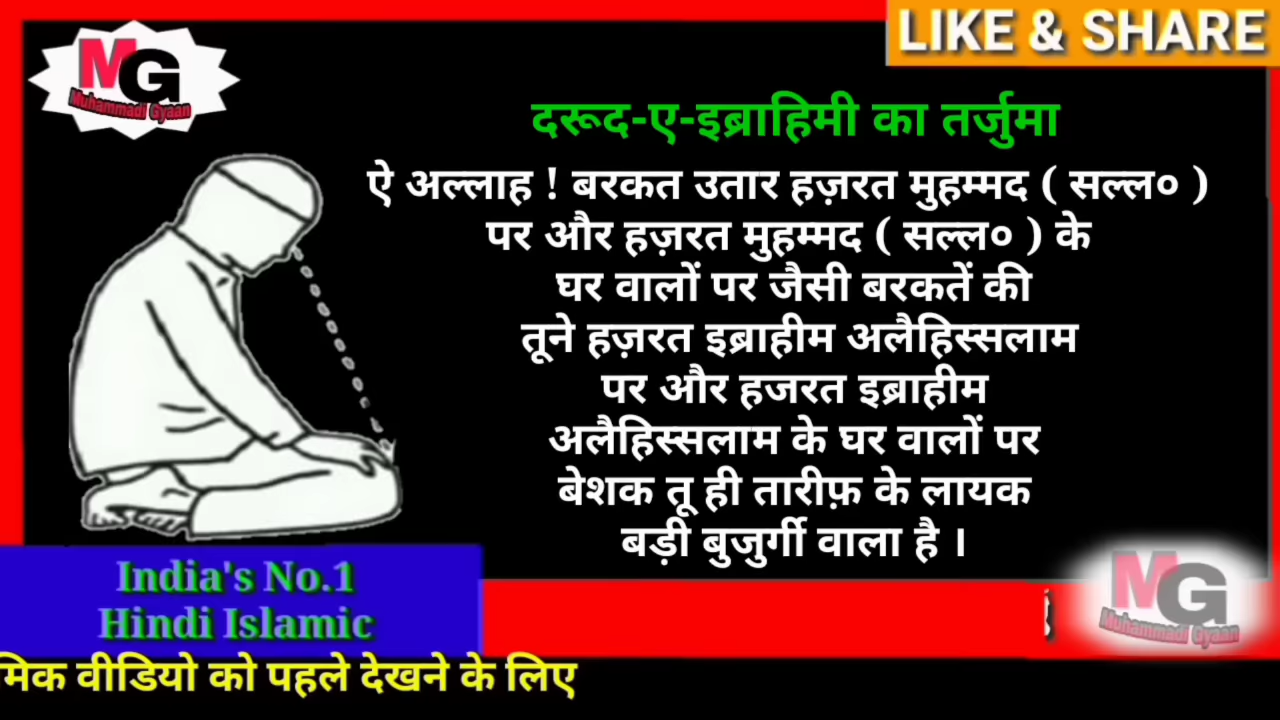 MG
Muhammadi Gyaan
LIKE & SHARE
दरूद-ए-इब्राहिमी का तर्जुमा
ऐ अल्लाह ! बरकत उतार हज़रत मुहम्मद ( सल्ल० )
पर और हज़रत मुहम्मद ( सल्ल० ) के
घर वालों पर जैसी बरकतें की
तूने हज़रत इब्राहीम अलैहिस्सलाम
पर और हजरत इब्राहीम
अलैहिस्सलाम के घर वालों पर
बेशक तू ही तारीफ़ के लायक
बड़ी बुजुर्गी वाला है ।
India's No.1
Hindi Islamic
MG
Muhammadi Gyaan
मिक वीडियो को पहले देखने के लिए